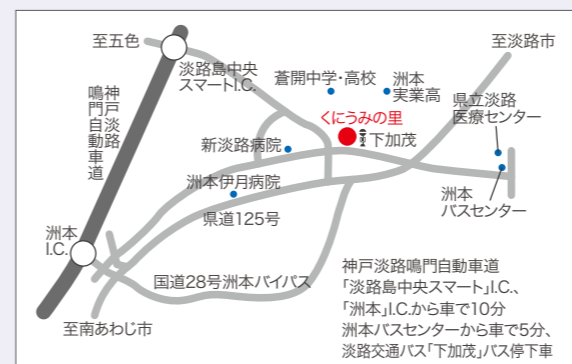 至五色
至淡路市
淡路島中央
スマートI.C.
蒼開中学・高校
洲本
実業高
神戸淡路
鳴門自動車道
くにうみの里
下加茂
県立淡路
医療センター
新淡路病院
洲本伊月病院
洲本
バスセンター
県道125号
洲本
I.C.
国道28号洲本バイパス
至南あわじ市
神戸淡路鳴門自動車道
「淡路島中央スマート」I.C.、
「洲本」I.C.から車で10分
洲本バスセンターから車で5分、
淡路交通バス「下加茂」バス停下車